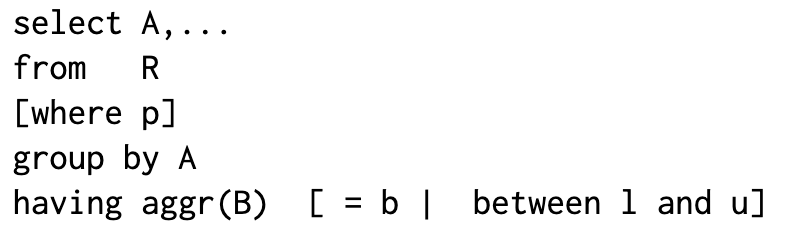 select A,...
from   R
[where p]
group by A
having aggr(B)  [ = b |  between l and u]